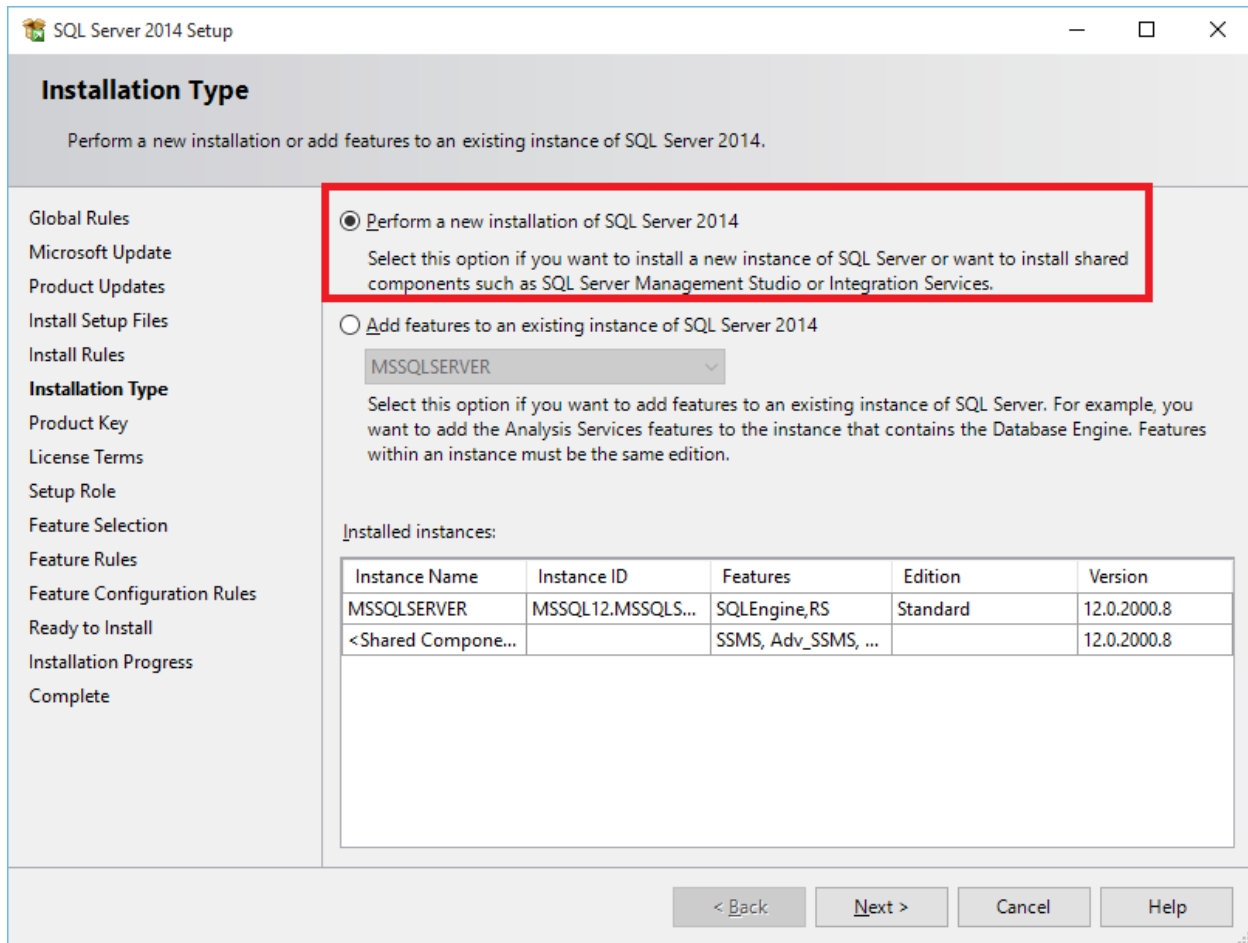 SQL Server 2014 Setup
Installation Type
Perform a new installation or add features to an existing instance of SQL Server 2014.
Global Rules
Microsoft Update
Product Updates
Install Setup Files
Install Rules
Installation Type
Product Key
License Terms
Setup Role
Feature Selection
Feature Rules
Feature Configuration Rules
Ready to Install
Installation Progress
Complete
Perform a new installation of SQL Server 2014
Select this option if you want to install a new instance of SQL Server or want to install shared
components such as SQL Server Management Studio or Integration Services.
Add features to an existing instance of SQL Server 2014
MSSQLSERVER
Select this option if you want to add features to an existing instance of SQL Server. For example, you
want to add the Analysis Services features to the instance that contains the Database Engine. Features
within an instance must be the same edition.
Installed instances:
Instance Name Instance ID Features Edition Version
MSSQLSERVER MSSQL12.MSSQLS... SQLEngine,RS Standard 12.0.2000.8
<Shared Compone... SSMS, Adv_SSMS, ... 12.0.2000.8
< Back Next > Cancel Help